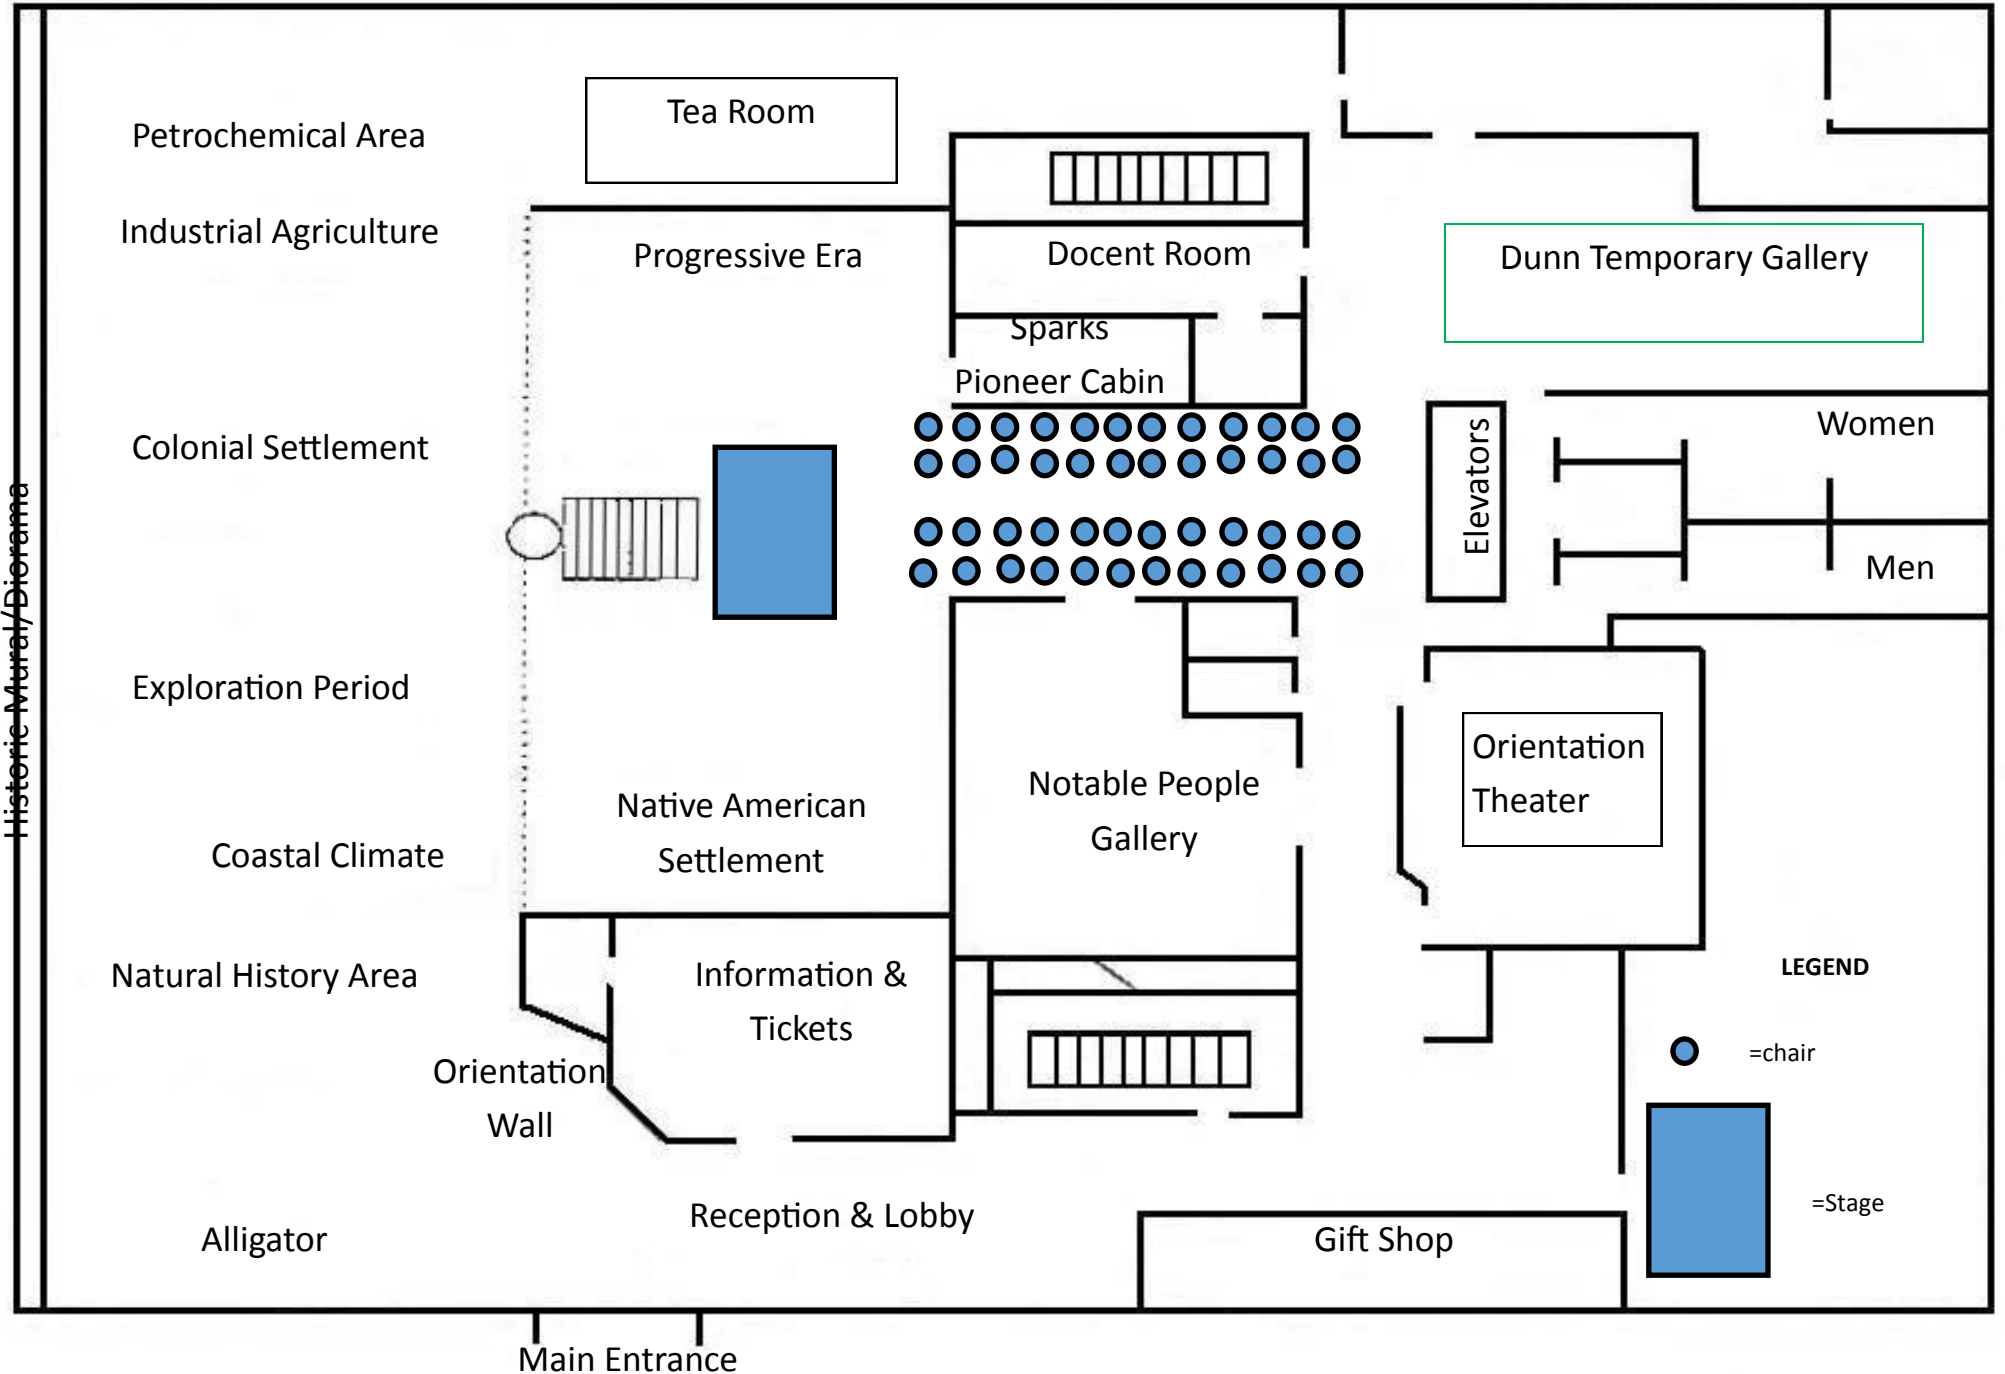 Tea Room
Petrochemical Area
Industrial Agriculture
Progressive Era
Docent Room
Dunn Temporary Gallery
Sparks
Pioneer Cabin
Women
Colonial Settlement
Elevators
Men
Historic Mural/Diorama
Exploration Period
Orientation
Theater
Notable People
Gallery
Native American
Settlement
Coastal Climate
Natural History Area
Information &
Tickets
LEGEND
=chair
Orientation
Wall
=Stage
Reception & Lobby
Alligator
Gift Shop
Main Entrance